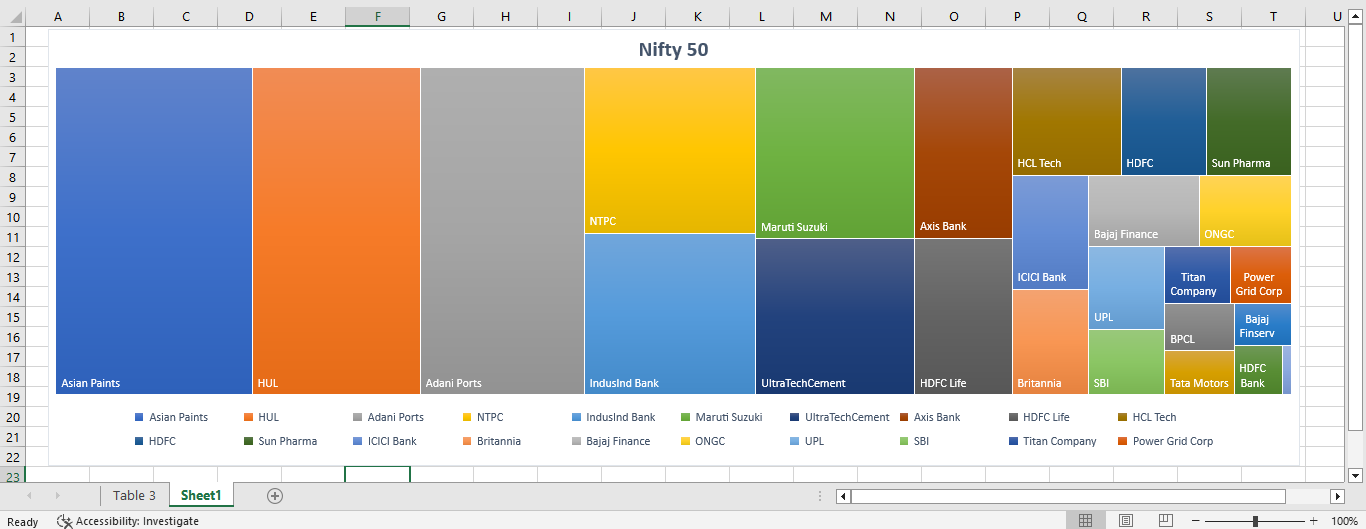 A B C D E F G H I J K L M N O P Q R S T U
1
2
3
4
5
6
7
8
9
10
11
12
13
14
15
16
17
18
19
20
21
22
23
Nifty 50
HCL Tech HDFC Sun Pharma
NTPC Maruti Suzuki Axis Bank Bajaj Finance ONGC
ICICI Bank
Titan
Company
Power
Grid Corp
UPL
Bajaj
Finserv
BPCL
Asian Paints HUL Adani Ports IndusInd Bank UltraTechCement HDFC Life Britannia SBI Tata Motors
HDFC
Bank
Asian Paints HUL Adani Ports NTPC IndusInd Bank Maruti Suzuki UltraTechCement Axis Bank HDFC Life HCL Tech
HDFC Sun Pharma ICICI Bank Britannia Bajaj Finance ONGC UPL SBI Titan Company Power Grid Corp
Table 3 Sheet1
Ready Accessibility: Investigate 100%